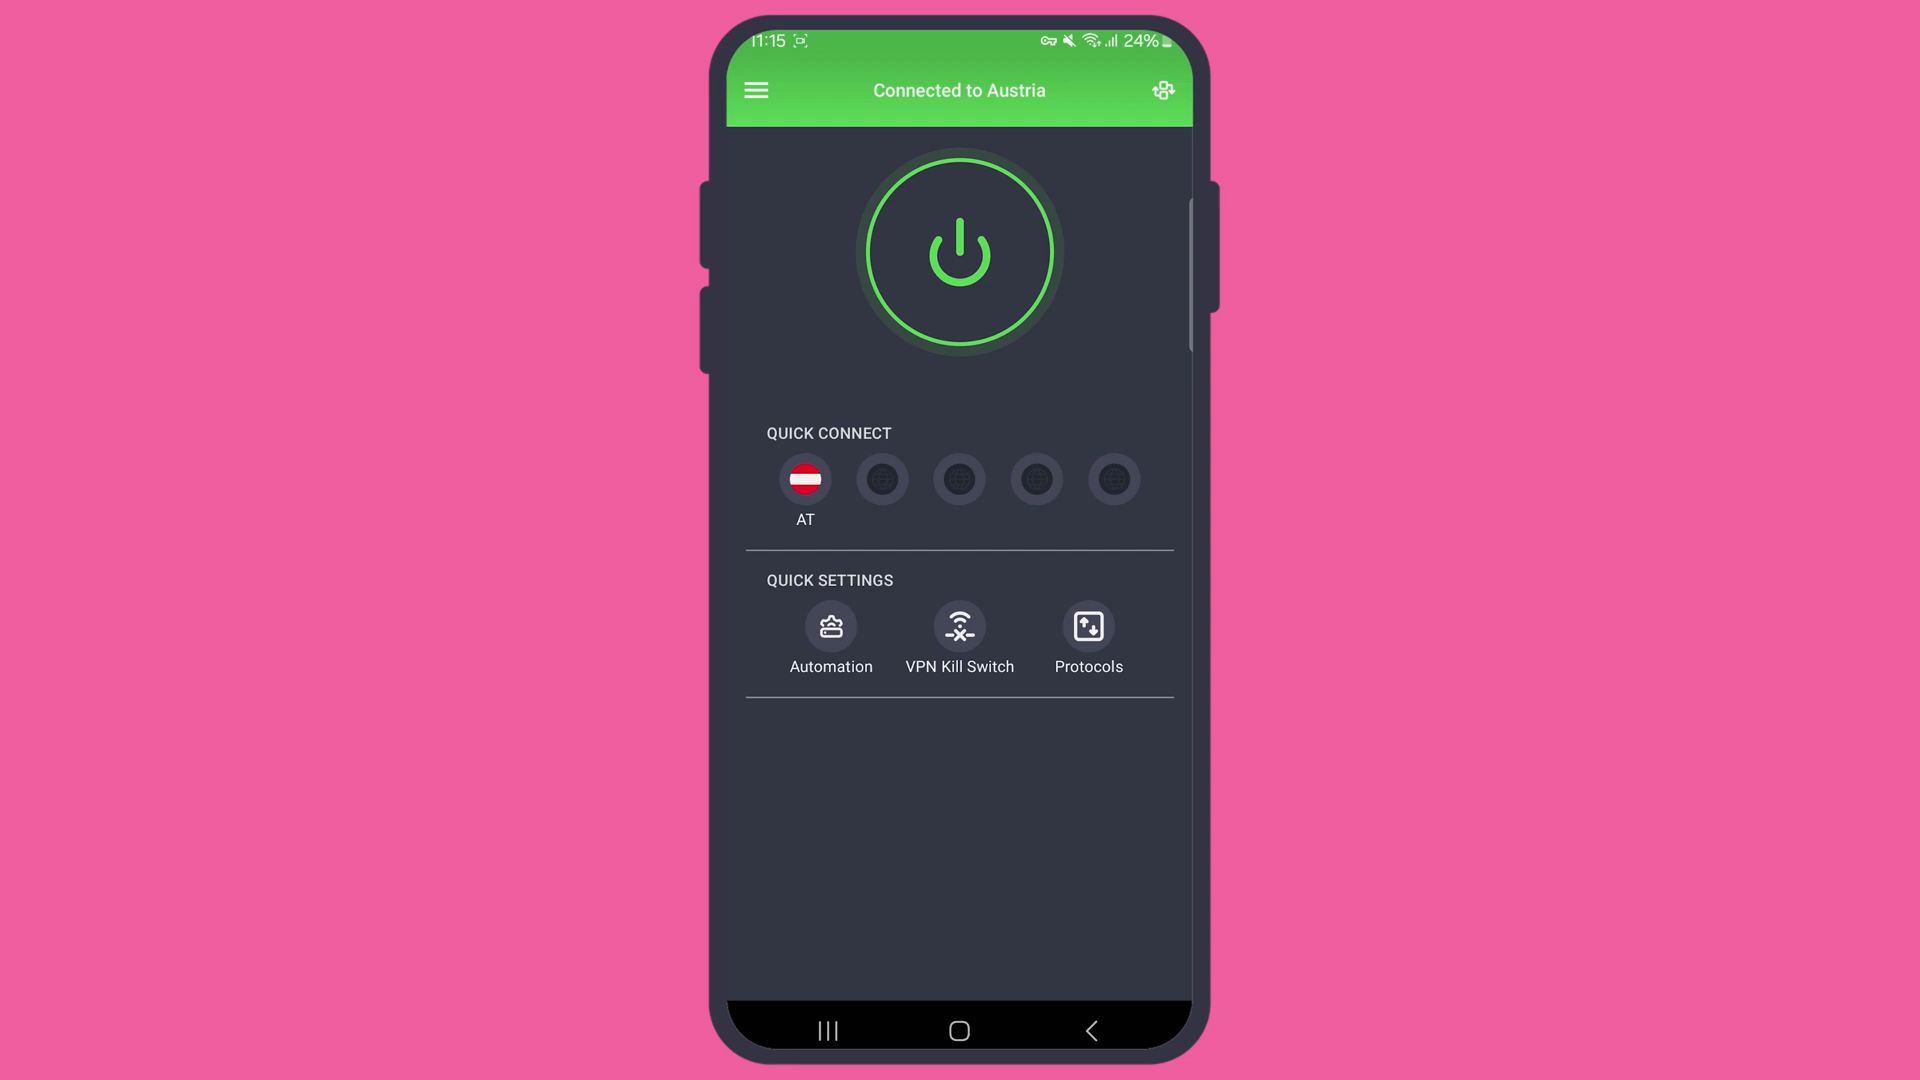 11:15 24%
Connected to Austria
QUICK CONNECT
AT
QUICK SETTINGS
Automation VPN Kill Switch Protocols